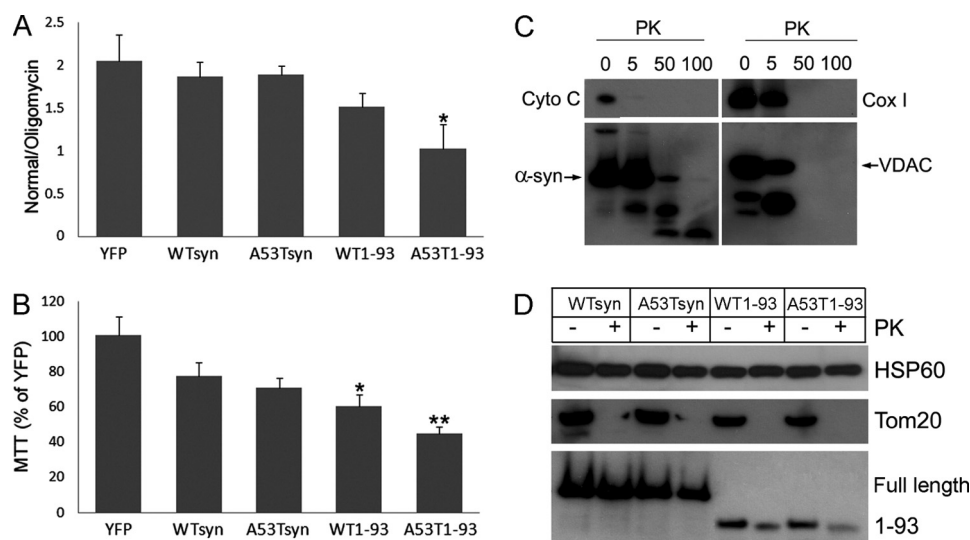 A
Normal/Oligomycin
2.5
2
1.5
1
0.5
0
*
YFP WTsyn A53Tsyn WT1-93 A53T1-93
B
MTT (% of YFP)
120
100
80
60
40
20
0
*
**
YFP WTsyn A53Tsyn WT1-93 A53T1-93
C
PK PK
0 5 50 100 0 5 50 100
Cyto C Cox I
α-syn VDAC
D
WTsyn A53Tsyn WT1-93 A53T1-93
- + - + - + - + PK
HSP60
Tom20
Full length
1-93